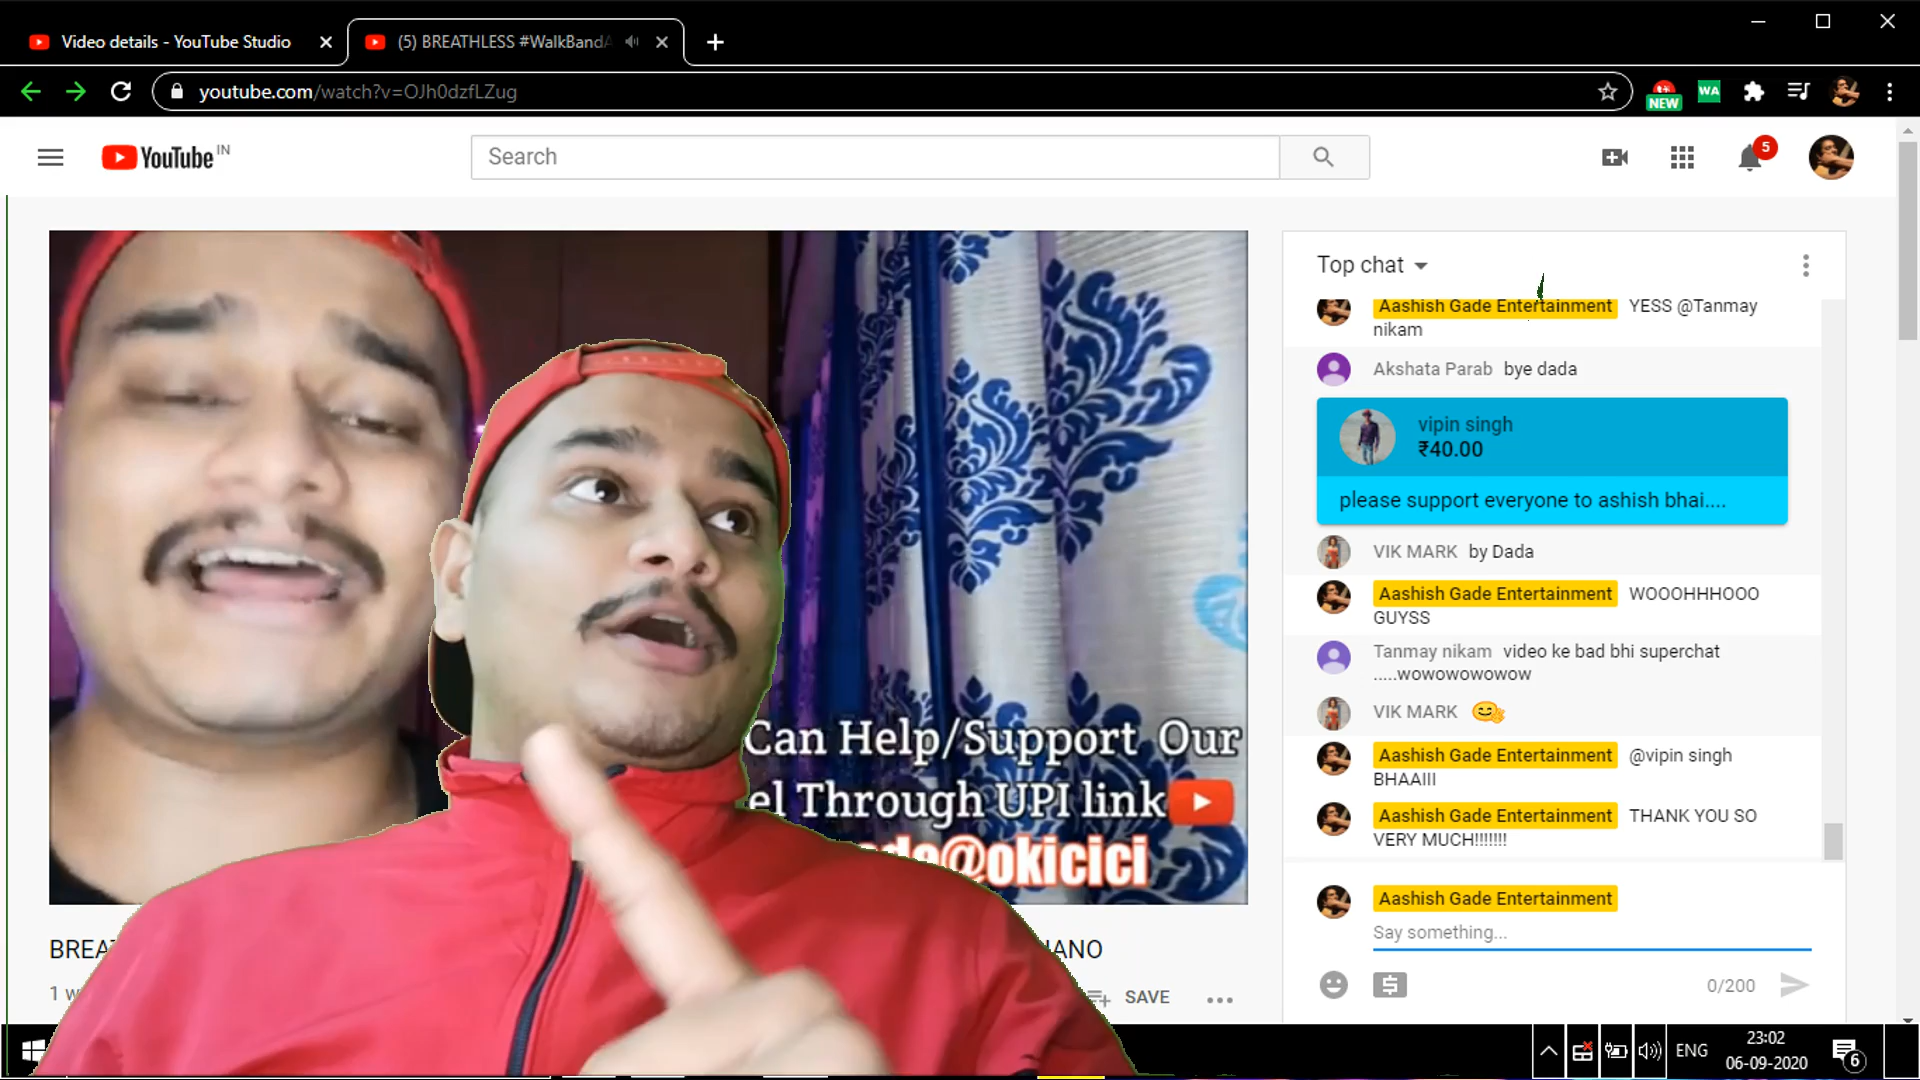 Video details - YouTube Studio
(5) BREATHLESS #WalkBand
youtube.com/watch?v=OJh0dzfLZug
NEW
WA
YouTube IN
Search
5
Can Help/Support Our
el Through UPI link
@okicici
BREA
ANO
1 w
SAVE
Top chat
Aashish Gade Entertainment YESS @Tanmay
nikam
Akshata Parab bye dada
vipin singh
₹40.00
please support everyone to ashish bhai....
VIK MARK by Dada
Aashish Gade Entertainment WOOOHHHOOO
GUYSS
Tanmay nikam video ke bad bhi superchat
.....wowowowowow
VIK MARK 
Aashish Gade Entertainment @vipin singh
BHAAIII
Aashish Gade Entertainment THANK YOU SO
VERY MUCH!!!!!!!
Aashish Gade Entertainment
Say something...
0/200
ENG
23:02
06-09-2020
6